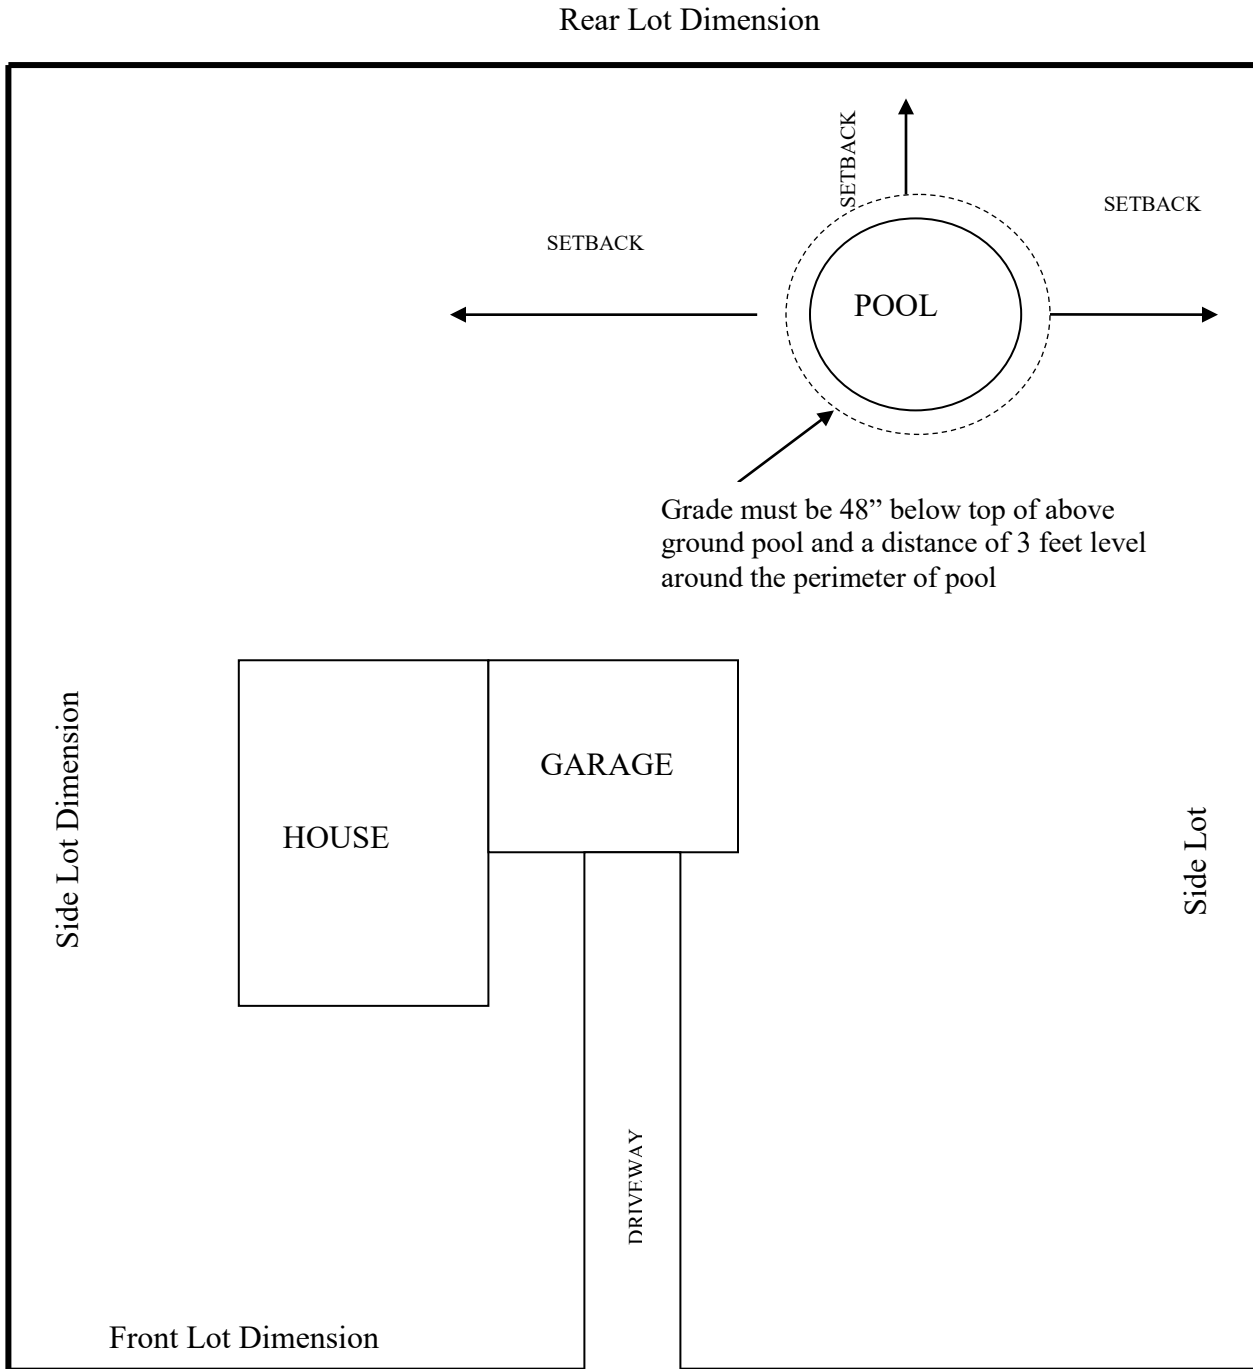 Rear Lot Dimension
SETBACK
SETBACK
SETBACK
POOL
Grade must be 48” below top of above
ground pool and a distance of 3 feet level
around the perimeter of pool
GARAGE
HOUSE
Side Lot Dimension
Side Lot
DRIVEWAY
Front Lot Dimension